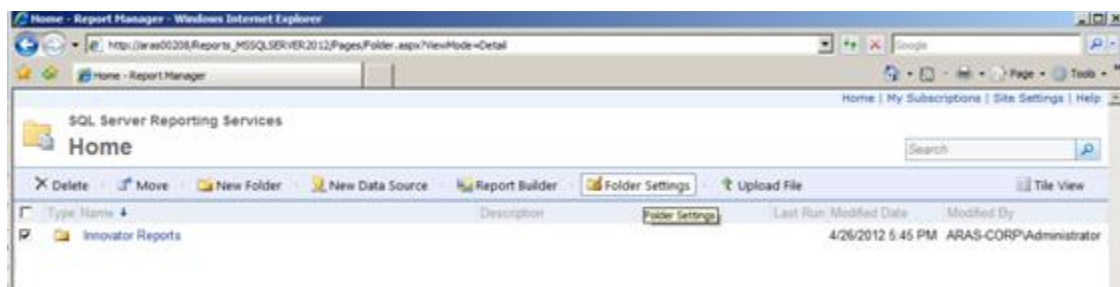 Home - Report Manager - Windows Internet Explorer
http://aras00208/Reports_MSSQLSERVER2012/Pages/Folder.aspx?ViewMode=Detail
Google
Home - Report Manager
Page
Tools
Home | My Subscriptions | Site Settings | Help
SQL Server Reporting Services
Home
Search
Delete Move New Folder New Data Source Report Builder Folder Settings Upload File Tile View
Type Name Description Last Run Modified Date Modified By
Folder Settings
Innovator Reports 4/26/2012 5:45 PM ARAS-CORP\Administrator